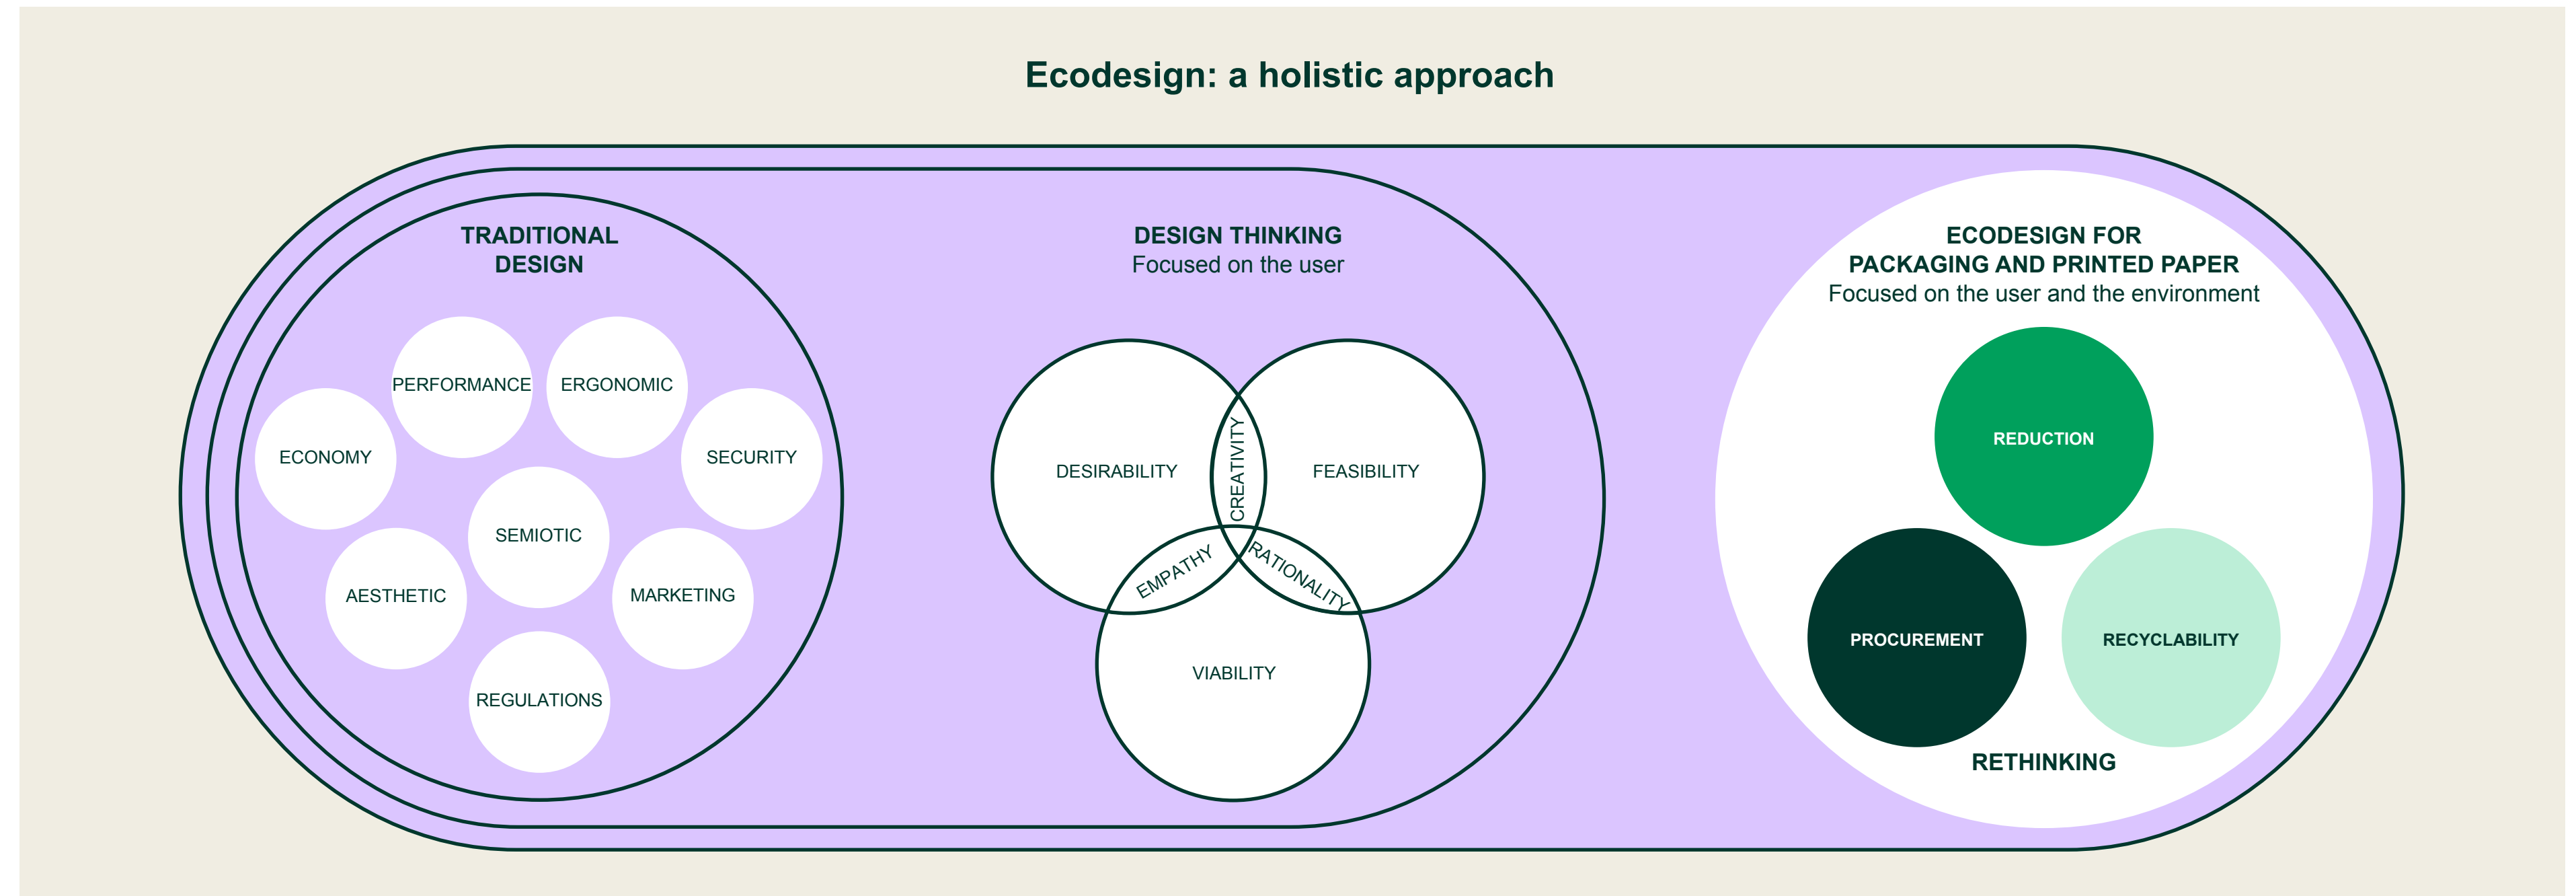 Ecodesign: a holistic approach
TRADITIONAL
DESIGN
PERFORMANCE
ERGONOMIC
ECONOMY
SECURITY
SEMIOTIC
AESTHETIC
MARKETING
REGULATIONS
DESIGN THINKING
Focused on the user
DESIRABILITY
CREATIVITY
FEASIBILITY
EMPATHY
RATIONALITY
VIABILITY
ECODESIGN FOR
PACKAGING AND PRINTED PAPER
Focused on the user and the environment
REDUCTION
PROCUREMENT
RECYCLABILITY
RETHINKING